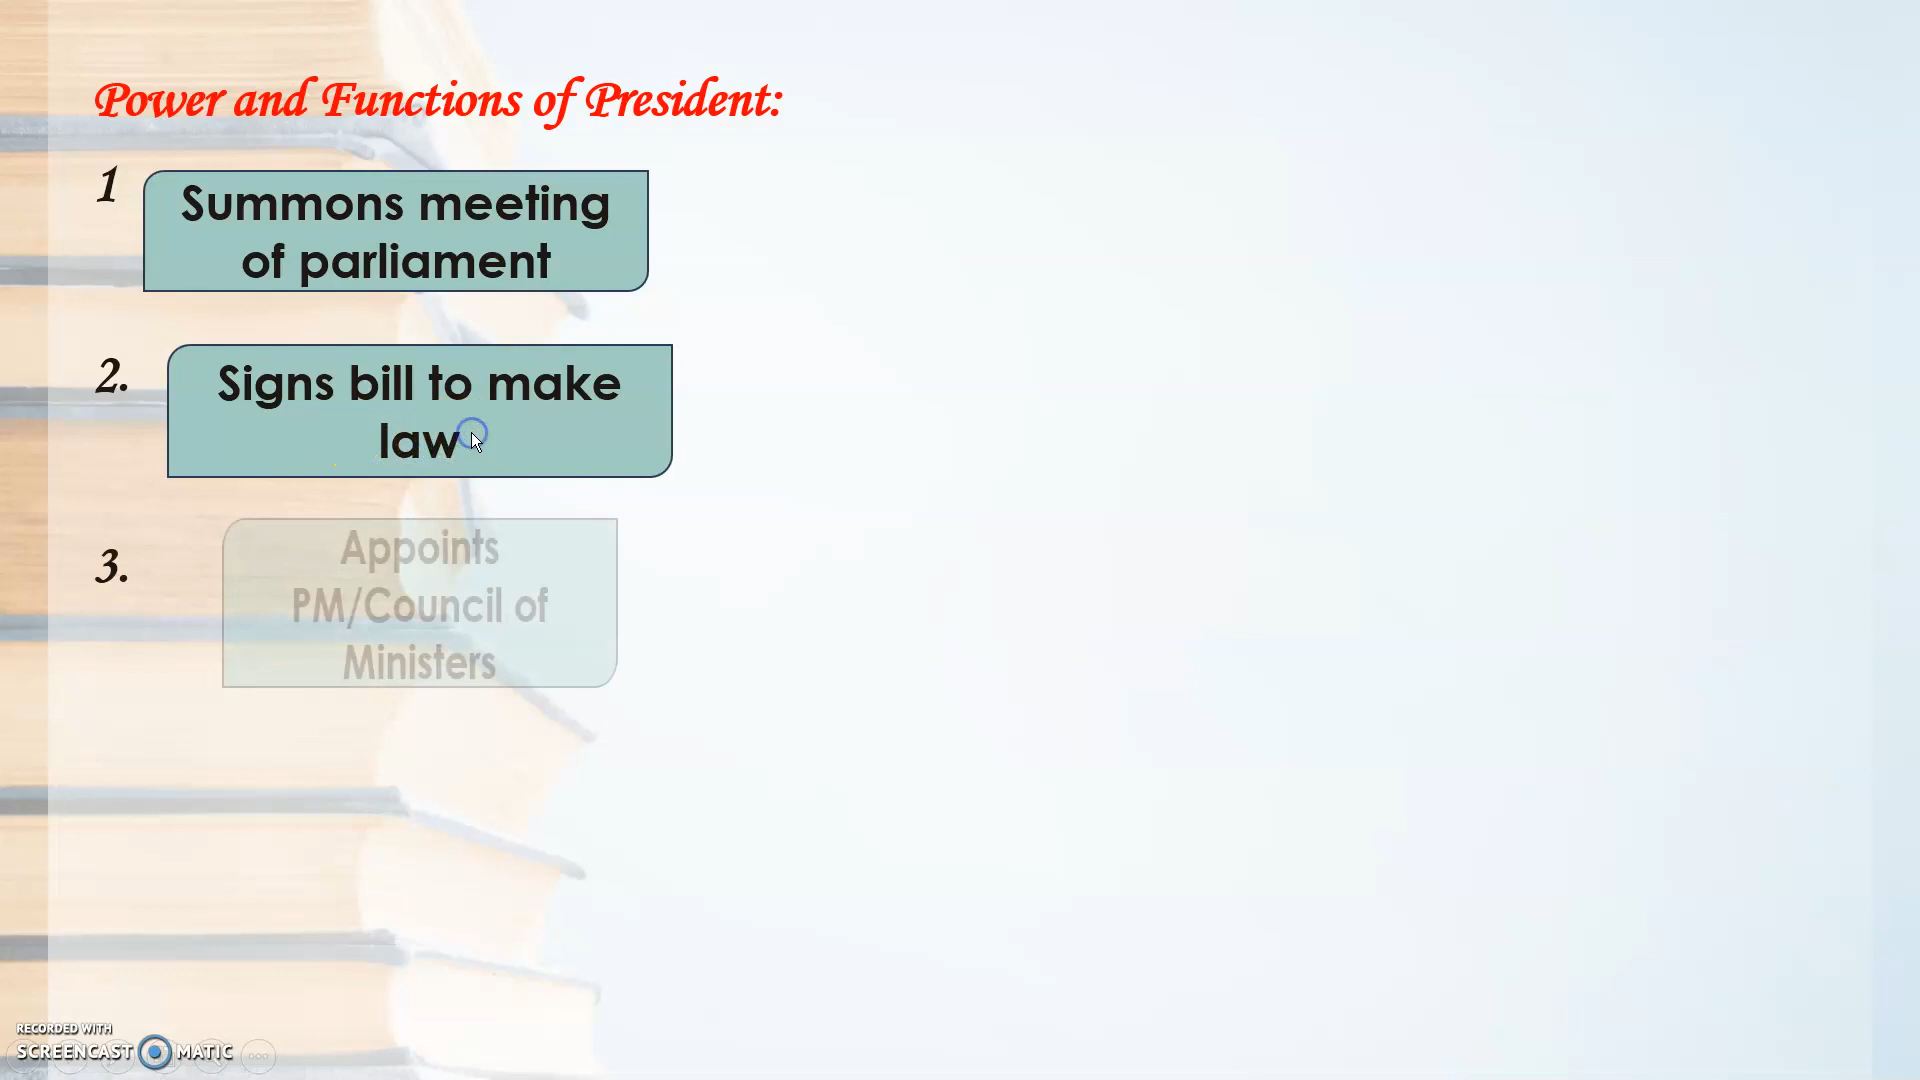 Power and Functions of President:
1
Summons meeting
of parliament
2.
Signs bill to make
law
3.
Appoints
PM/Council of
Ministers
RECORDED WITH
SCREENCAST MATIC